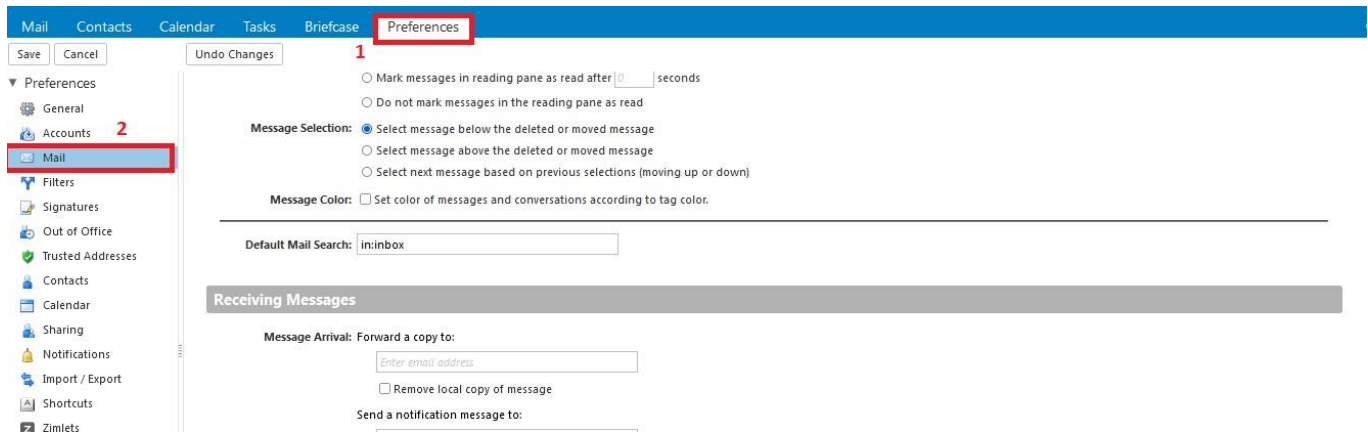 Mail Contacts Calendar Tasks Briefcase Preferences
Save Cancel Undo Changes 1
Preferences
General
Accounts 2
Mail
Filters
Signatures
Out of Office
Trusted Addresses
Contacts
Calendar
Sharing
Notifications
Import / Export
Shortcuts
Zimlets
Mark messages in reading pane as read after 0 seconds
Do not mark messages in the reading pane as read
Message Selection: Select message below the deleted or moved message
Select message above the deleted or moved message
Select next message based on previous selections (moving up or down)
Message Color: Set color of messages and conversations according to tag color.
Default Mail Search: in:inbox
Receiving Messages
Message Arrival: Forward a copy to:
Enter email address
Remove local copy of message
Send a notification message to: